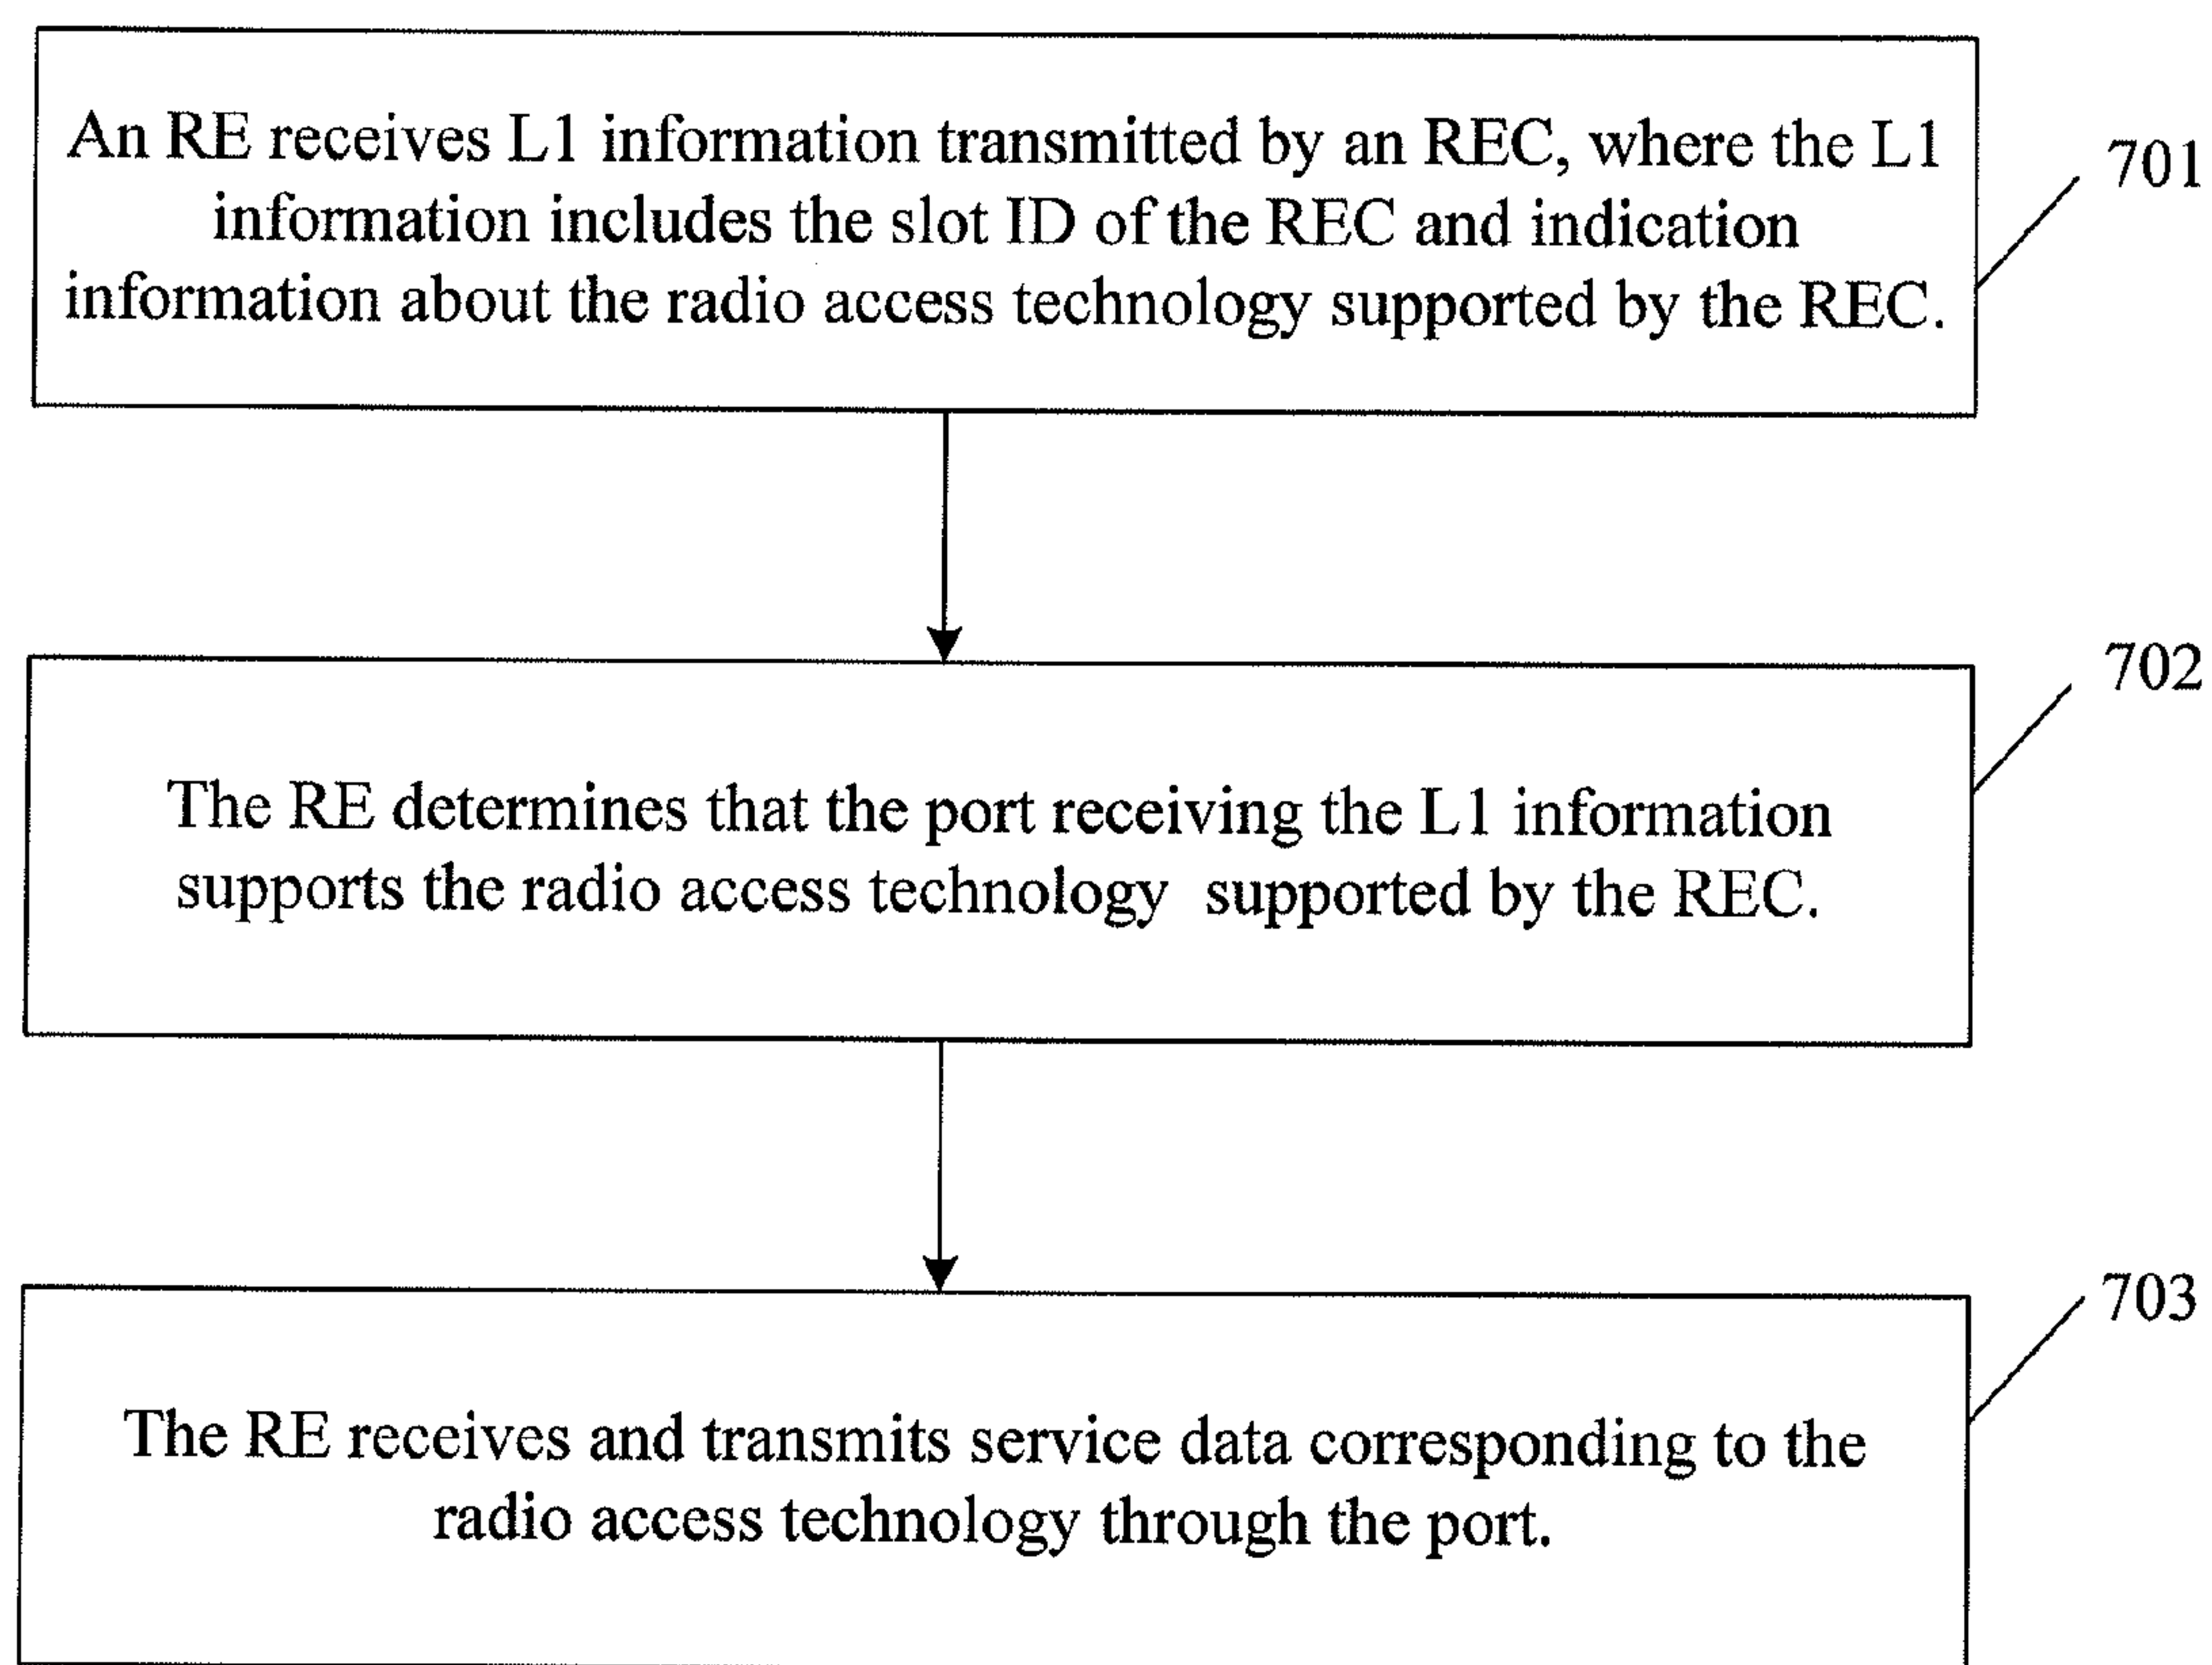 An RE receives L1 information transmitted by an REC, where the L1
information includes the slot ID of the REC and indication
information about the radio access technology supported by the REC.
701
The RE determines that the port receiving the L1 information
supports the radio access technology supported by the REC.
702
The RE receives and transmits service data corresponding to the
radio access technology through the port.
703